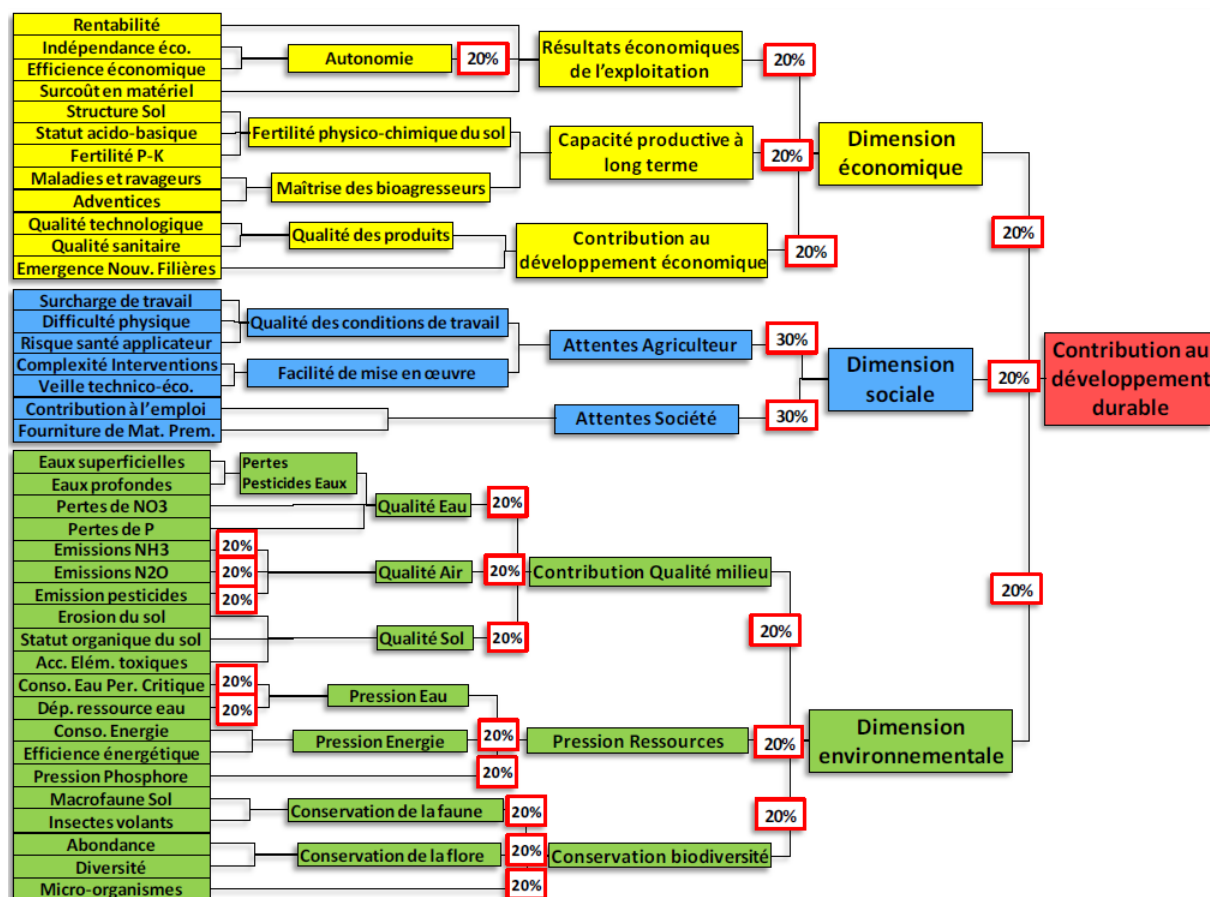 Rentabilité
Indépendance éco.
Efficience économique
Surcoût en matériel
Structure Sol
Statut acido-basique
Fertilité P-K
Maladies et ravageurs
Adventices
Qualité technologique
Qualité sanitaire
Emergence Nouv. Filières
Autonomie
20%
Fertilité physico-chimique du sol
Maîtrise des bioagresseurs
Qualité des produits
Résultats économiques
de l'exploitation
20%
Capacité productive à
long terme
20%
Contribution au
développement économique
20%
Dimension
économique
20%
Surcharge de travail
Difficulté physique
Risque santé applicateur
Complexité Interventions
Veille technico-éco.
Contribution à l'emploi
Fourniture de Mat. Prem.
Qualité des conditions de travail
Facilité de mise en œuvre
Attentes Agriculteur
30%
Attentes Société
30%
Dimension
sociale
20%
Contribution au
développement
durable
Eaux superficielles
Eaux profondes
Pertes de NO3
Pertes de P
Emissions NH3
20%
Emissions N2O
20%
Emission pesticides
20%
Erosion du sol
Statut organique du sol
Acc. Elém. toxiques
Conso. Eau Per. Critique
20%
Dép. ressource eau
20%
Conso. Energie
Efficience énergétique
Pression Phosphore
20%
Macrofaune Sol
Insectes volants
Abondance
Diversité
Micro-organismes
20%
Pertes
Pesticides Eaux
Qualité Eau
20%
Qualité Air
20%
Qualité Sol
20%
Pression Eau
Pression Energie
20%
Conservation de la faune
20%
Conservation de la flore
20%
Contribution Qualité milieu
20%
Pression Ressources
20%
Conservation biodiversité
20%
Dimension
environnementale
20%